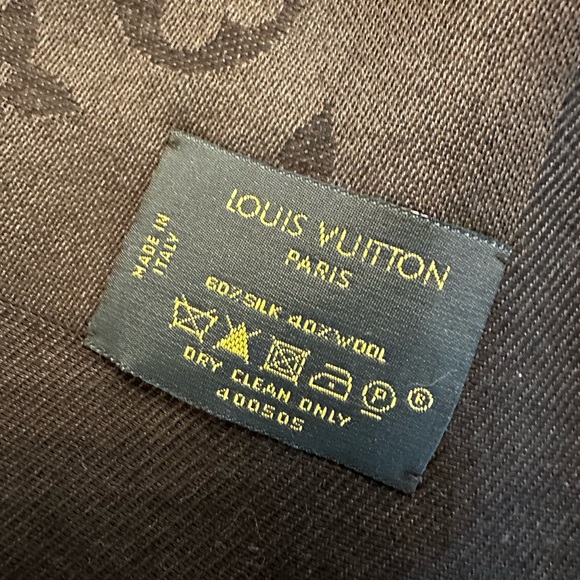 LOUIS VUITTON
PARIS
MADE IN
ITALY
60%SILK 40%WOOL
P ®
DRY CLEAN ONLY
400505